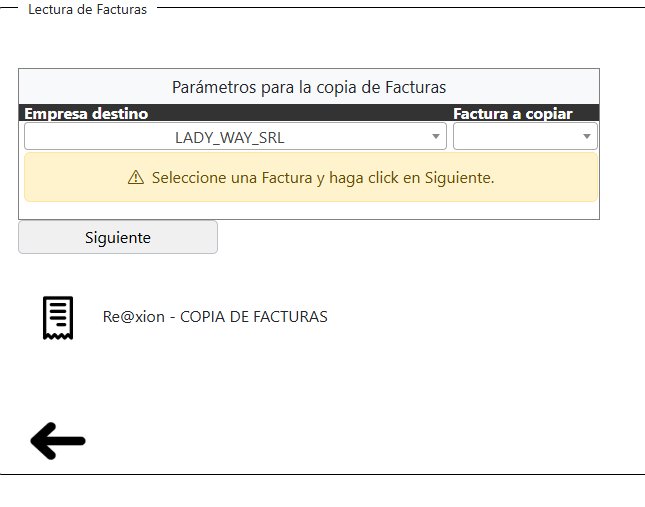 Lectura de Facturas
Parámetros para la copia de Facturas
Empresa destino Factura a copiar
LADY_WAY_SRL
⚠ Seleccione una Factura y haga click en Siguiente.
Siguiente
Re@xion - COPIA DE FACTURAS